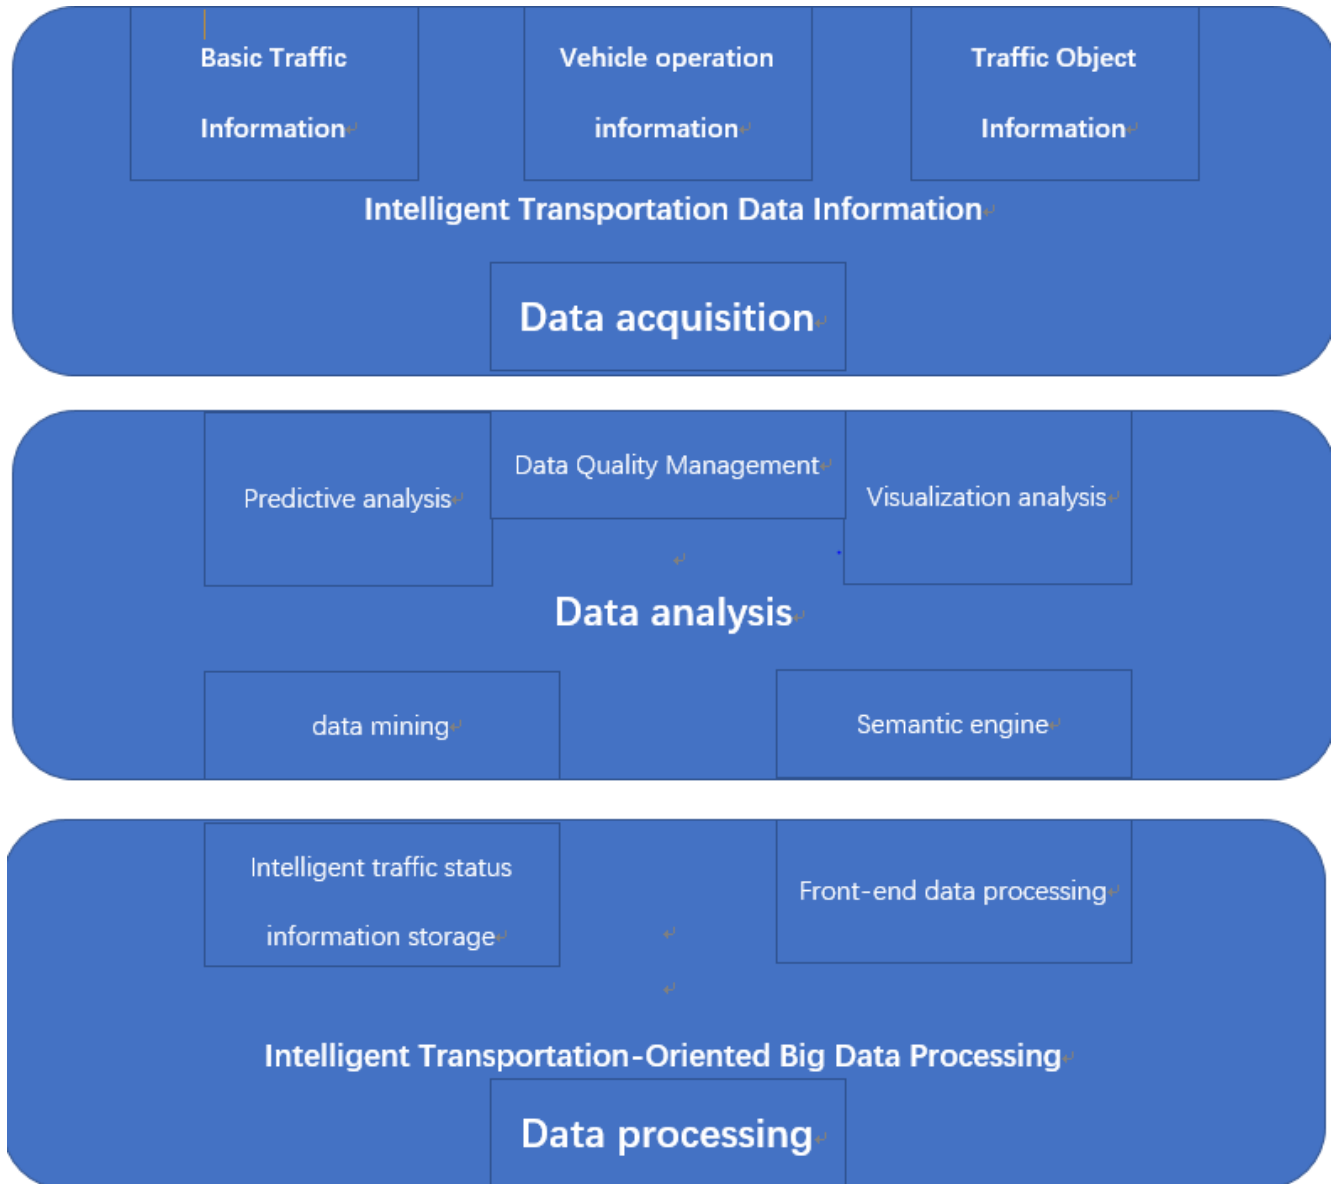 Basic Traffic
Information
Vehicle operation
information
Traffic Object
Information
Intelligent Transportation Data Information
Data acquisition
Predictive analysis
Data Quality Management
Visualization analysis
Data analysis
data mining
Semantic engine
Intelligent traffic status
information storage
Front-end data processing
Intelligent Transportation-Oriented Big Data Processing
Data processing